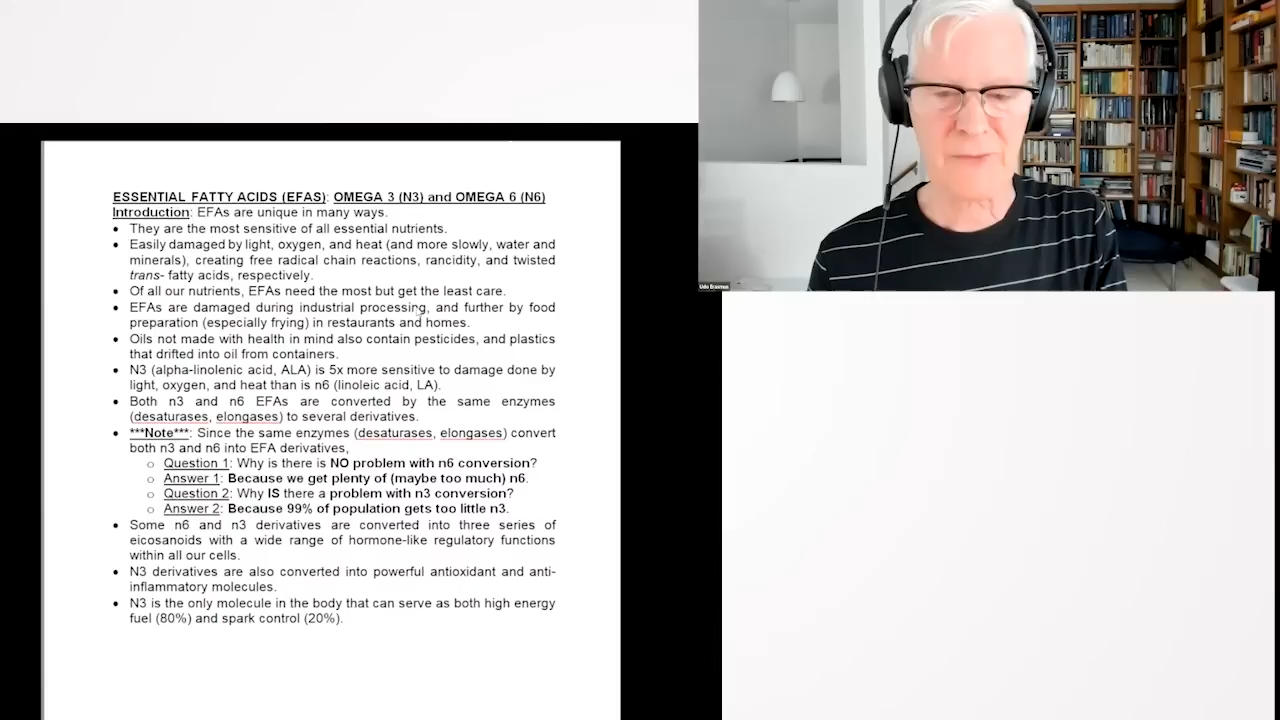 ESSENTIAL FATTY ACIDS (EFAS): OMEGA 3 (N3) and OMEGA 6 (N6)
Introduction: EFAs are unique in many ways.
• They are the most sensitive of all essential nutrients.
• Easily damaged by light, oxygen, and heat (and more slowly, water and
minerals), creating free radical chain reactions, rancidity, and twisted
trans- fatty acids, respectively.
• Of all our nutrients, EFAs need the most but get the least care.
• EFAs are damaged during industrial processing, and further by food
preparation (especially frying) in restaurants and homes.
• Oils not made with health in mind also contain pesticides, and plastics
that drifted into oil from containers.
• N3 (alpha-linolenic acid, ALA) is 5x more sensitive to damage done by
light, oxygen, and heat than is n6 (linoleic acid, LA).
• Both n3 and n6 EFAs are converted by the same enzymes
(desaturases, elongases) to several derivatives.
• ***Note***: Since the same enzymes (desaturases, elongases) convert
both n3 and n6 into EFA derivatives,
o Question 1: Why is there is NO problem with n6 conversion?
o Answer 1: Because we get plenty of (maybe too much) n6.
o Question 2: Why IS there a problem with n3 conversion?
o Answer 2: Because 99% of population gets too little n3.
• Some n6 and n3 derivatives are converted into three series of
eicosanoids with a wide range of hormone-like regulatory functions
within all our cells.
• N3 derivatives are also converted into powerful antioxidant and anti-
inflammatory molecules.
• N3 is the only molecule in the body that can serve as both high energy
fuel (80%) and spark control (20%).
Udo Erasmus